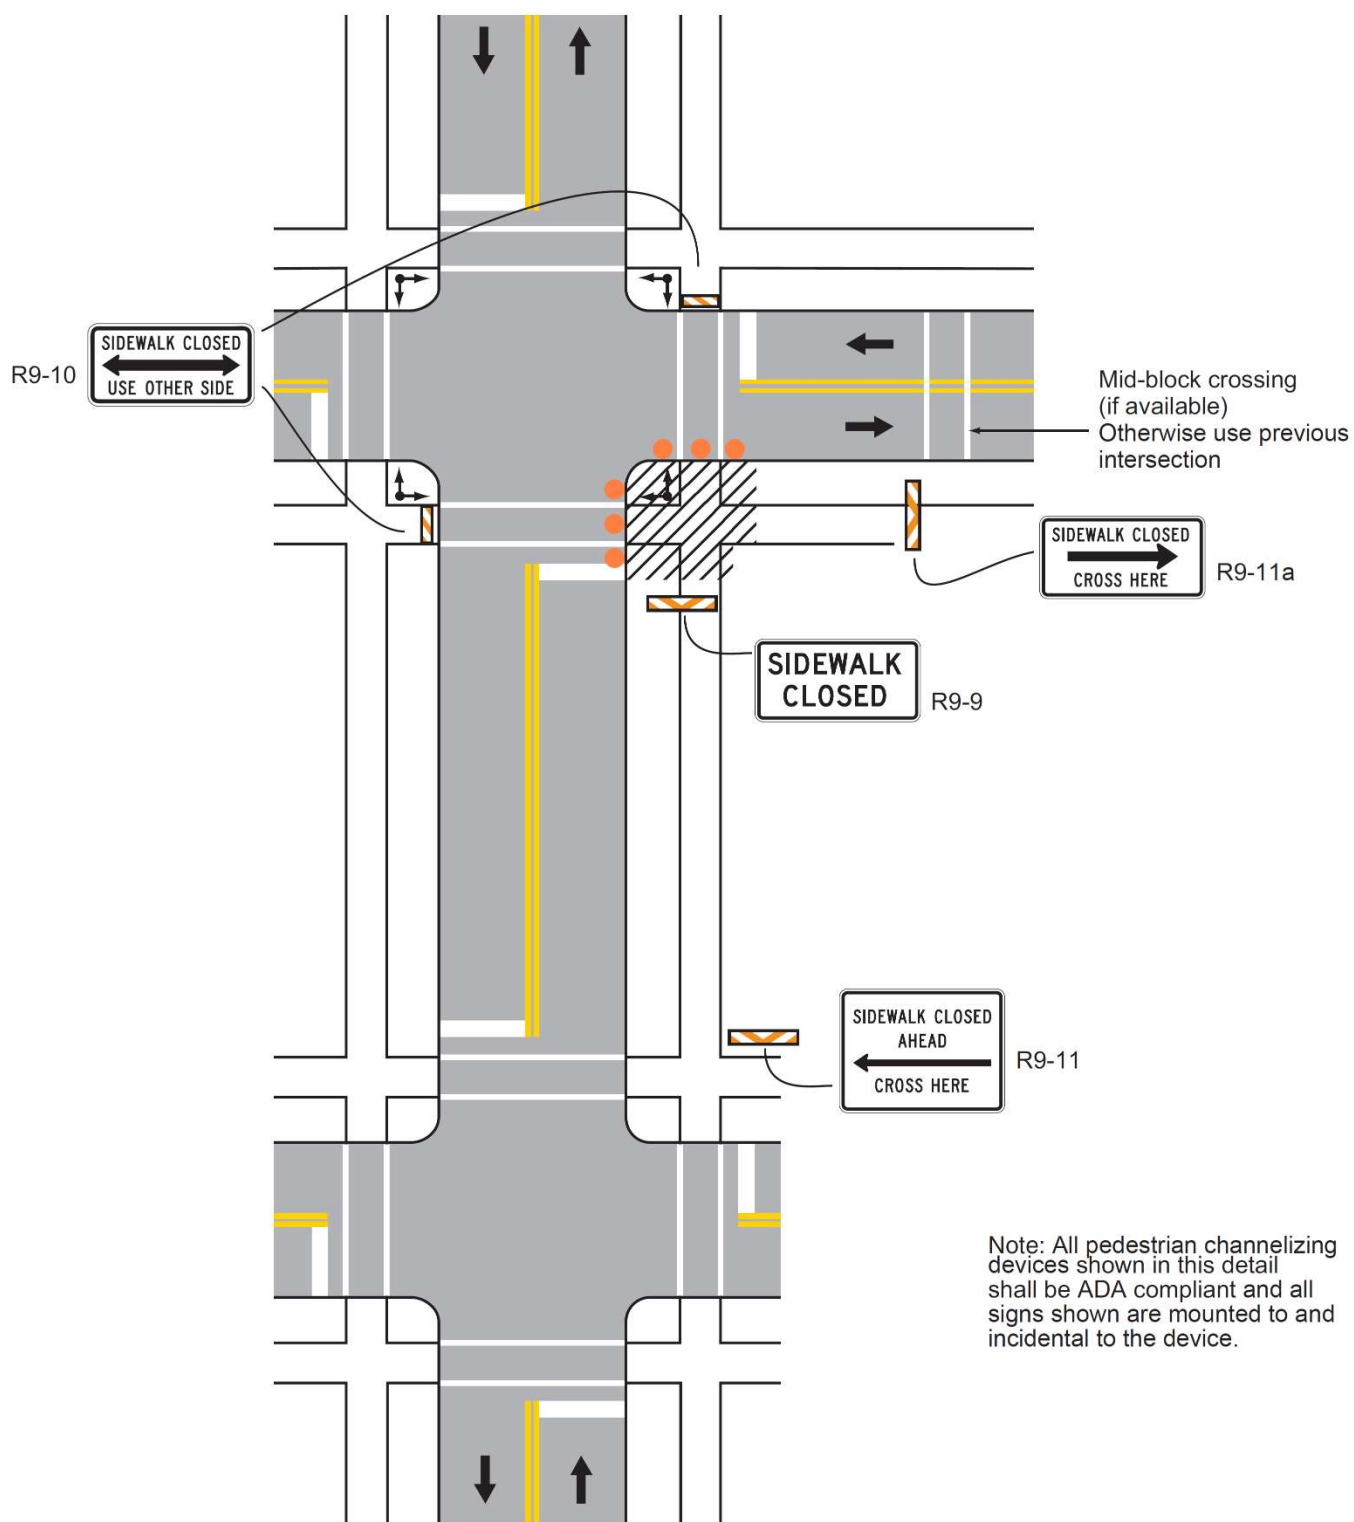 R9-10
SIDEWALK CLOSED
USE OTHER SIDE
Mid-block crossing
(if available)
Otherwise use previous
intersection
SIDEWALK CLOSED
CROSS HERE
R9-11a
SIDEWALK
CLOSED
R9-9
SIDEWALK CLOSED
AHEAD
CROSS HERE
R9-11
Note: All pedestrian channelizing
devices shown in this detail
shall be ADA compliant and all
signs shown are mounted to and
incidental to the device.